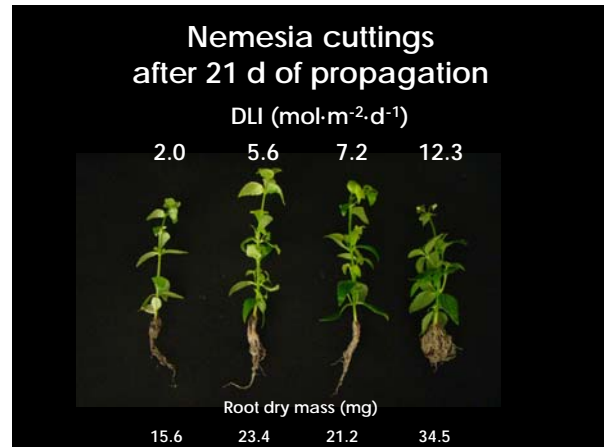 Nemesia cuttings
after 21 d of propagation
DLI (mol·m⁻²·d⁻¹)
2.0 5.6 7.2 12.3
Root dry mass (mg)
15.6 23.4 21.2 34.5